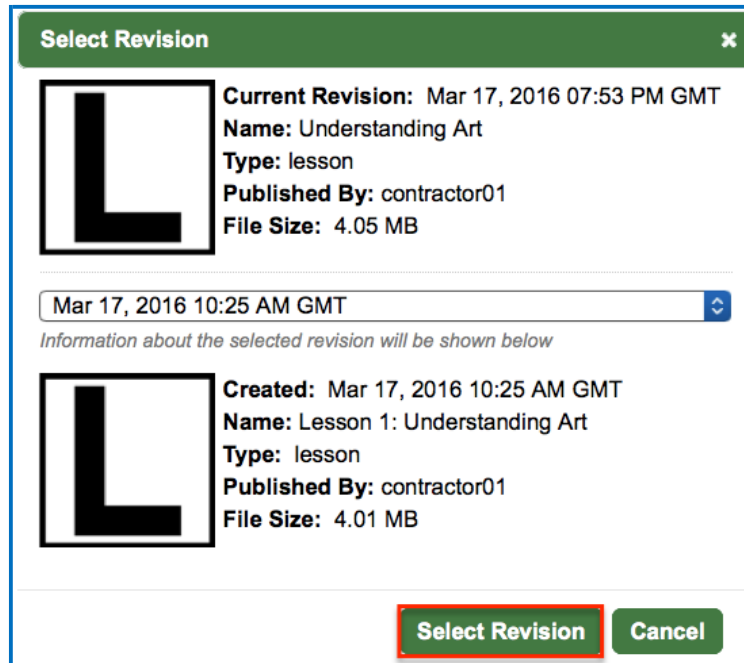 Select Revision ×
L
Current Revision: Mar 17, 2016 07:53 PM GMT
Name: Understanding Art
Type: lesson
Published By: contractor01
File Size: 4.05 MB
Mar 17, 2016 10:25 AM GMT
Information about the selected revision will be shown below
L
Created: Mar 17, 2016 10:25 AM GMT
Name: Lesson 1: Understanding Art
Type: lesson
Published By: contractor01
File Size: 4.01 MB
Select Revision Cancel